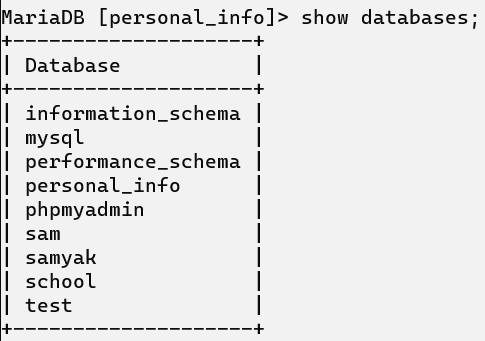 MariaDB [personal_info]> show databases;
+--------------------+
| Database           |
+--------------------+
| information_schema |
| mysql              |
| performance_schema |
| personal_info      |
| phpmyadmin         |
| sam                |
| samyak             |
| school             |
| test               |
+--------------------+